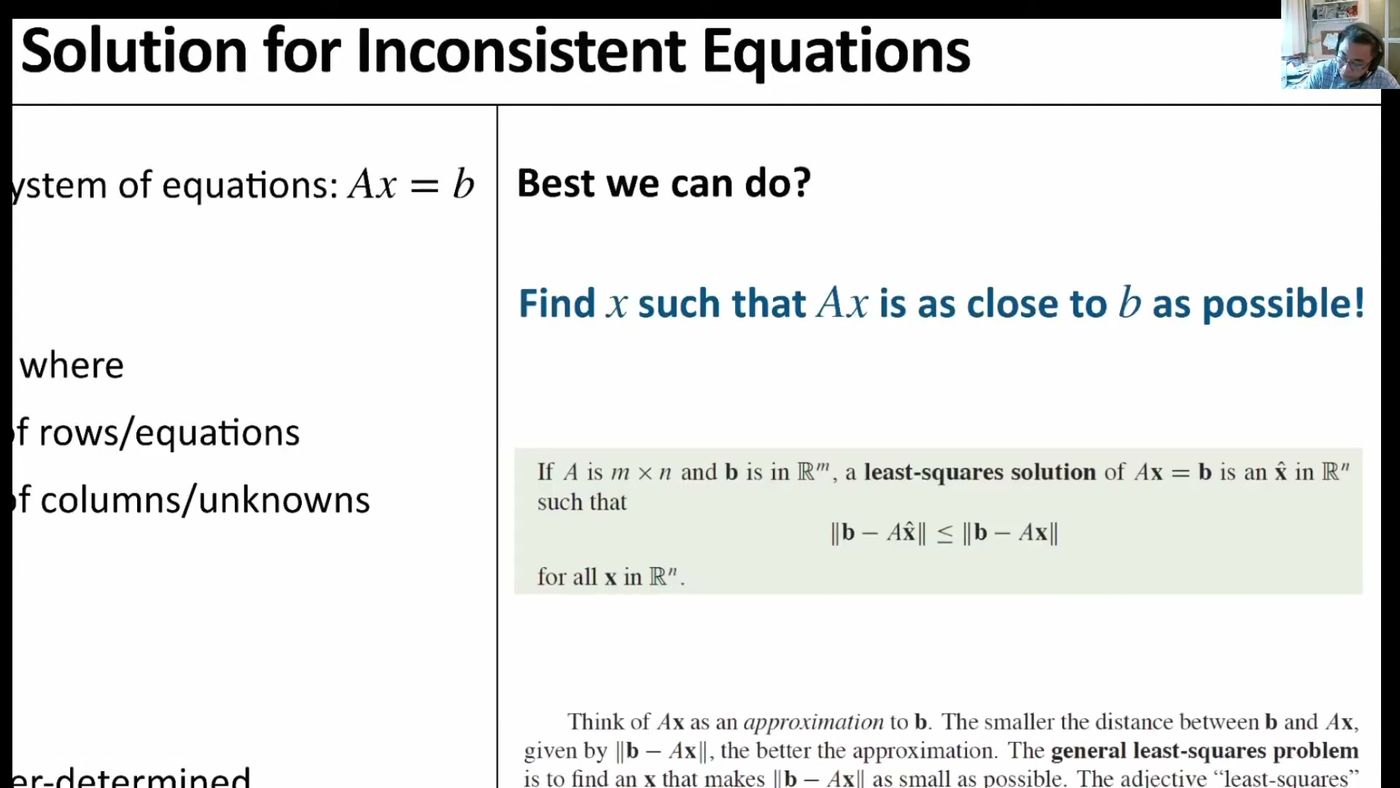 Solution for Inconsistent Equations
of equations: Ax = b
where
rows/equations
columns/unknowns
Best we can do?
Find x such that Ax is as close to b as possible!
If A is m × n and b is in ℝᵐ, a least-squares solution of Ax = b is an x̂ in ℝⁿ
such that
‖b − Ax̂‖ ≤ ‖b − Ax‖
for all x in ℝⁿ.
Think of Ax as an approximation to b. The smaller the distance between b and Ax,
given by ‖b − Ax‖, the better the approximation. The general least-squares problem
is to find an x that makes ‖b − Ax‖ as small as possible. The adjective “least-squares”